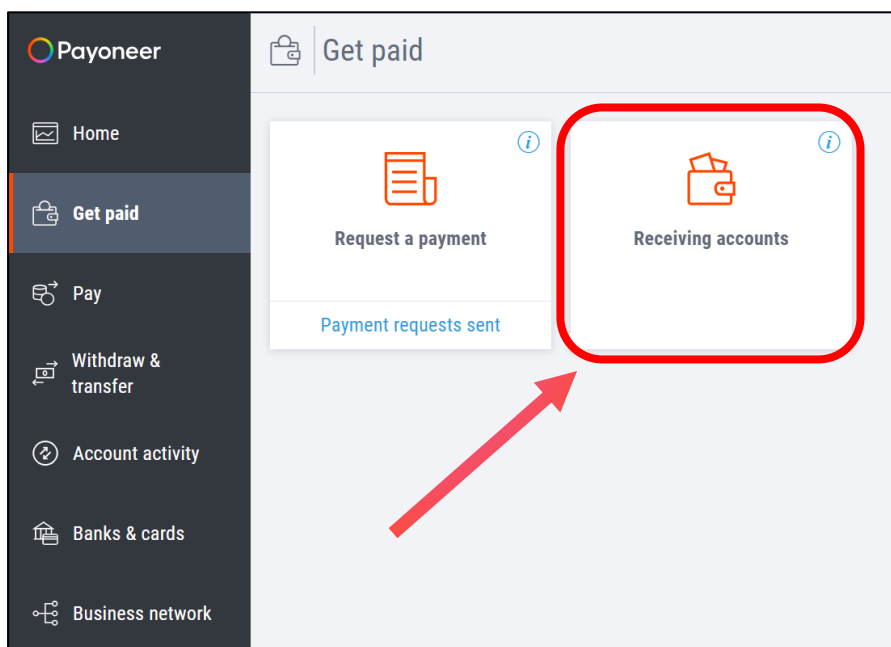 Payoneer
Get paid
Home
Get paid
Pay
Withdraw &
transfer
Account activity
Banks & cards
Business network
i
Request a payment
Payment requests sent
i
Receiving accounts